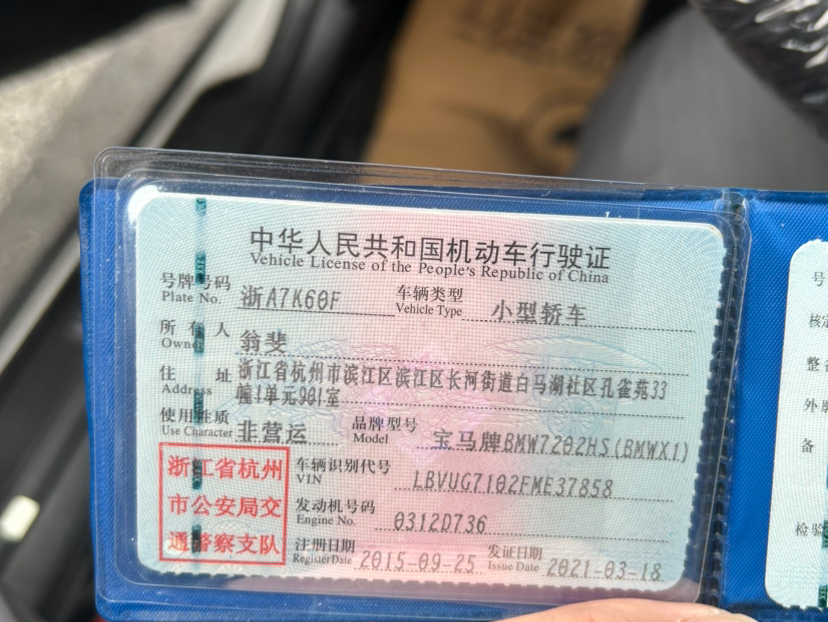 中华人民共和国机动车行驶证
Vehicle License of the People's Republic of China
号牌号码 浙A7K60F 车辆类型 小型轿车
Plate No. Vehicle Type
所有人 翁斐
Owner
住址 浙江省杭州市滨江区滨江区长河街道白马湖社区孔雀苑33
Address 幢1单元901室
使用性质 非营运 品牌型号 宝马牌BMW7202HS(BMWX1)
Use Character Model
浙江省杭州
市公安局交
通警察支队
车辆识别代号 LBVUG7102FME37858
VIN
发动机号码 0312D736
Engine No.
注册日期 2015-09-25 发证日期 2021-03-18
Register Date Issue Date
号
核定
整备
外廓
备
检验